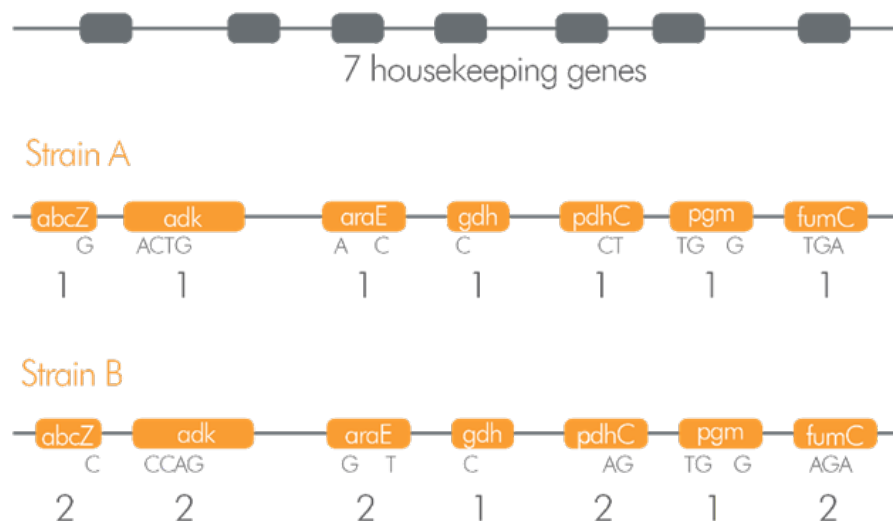 7 housekeeping genes
Strain A
abcZ adk araE gdh pdhC pgm fumC
G ACTG A C C CT TG G TGA
1 1 1 1 1 1 1
Strain B
abcZ adk araE gdh pdhC pgm fumC
C CCAG G T C AG TG G AGA
2 2 2 1 2 1 2